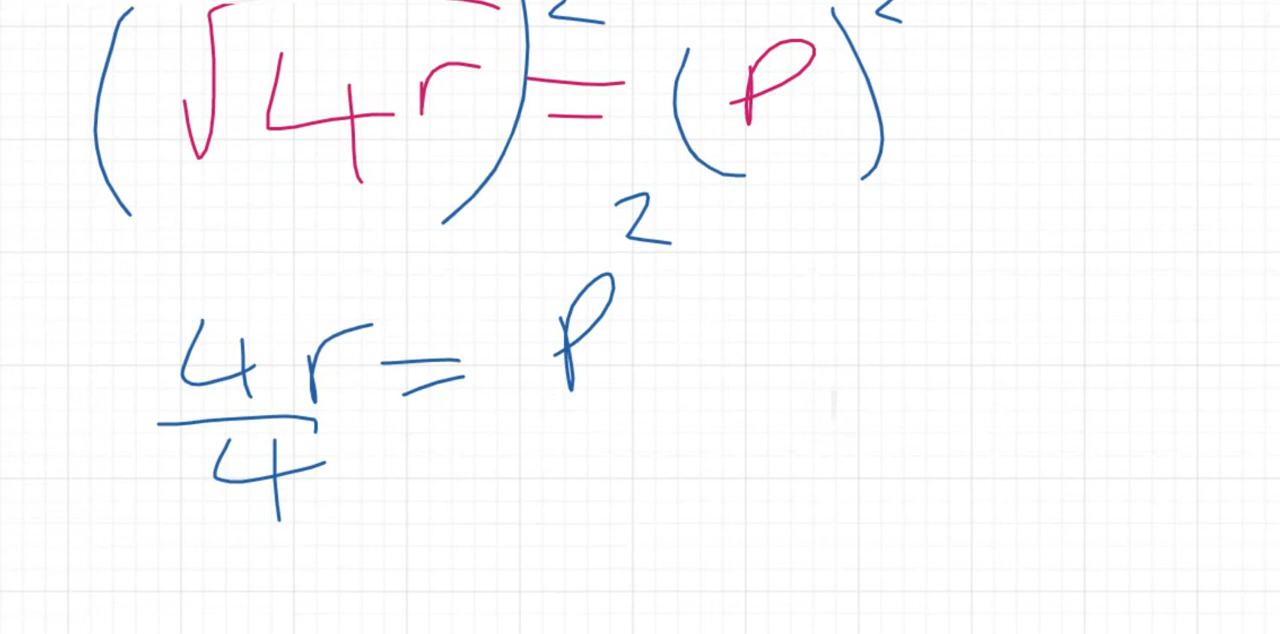 (√4r)² = (P)²
4r = P²
4